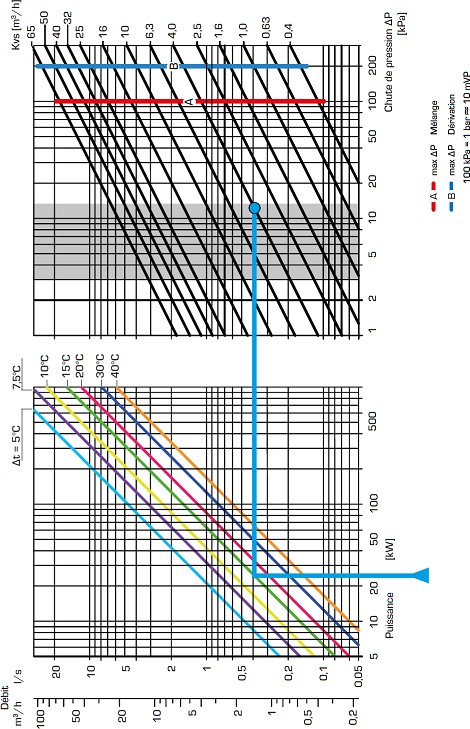 Débit
m³/h
l/s
100
50
20
10
5
2
1
0,5
0,2
20
10
5
2
1
0,5
0,2
0,1
0,05
Δt = 5°C
7,5°C
10°C
15°C
20°C
30°C
40°C
5
10
20
50
100
500
Puissance [kW]
Kvs [m³/h]
65
50
40
32
25
16
10
6,3
4,0
2,5
1,6
1,0
0,63
0,4
B
A
1
2
5
10
20
50
100
200
Chute de pression ΔP
[kPa]
A max ΔP Mélange
B max ΔP Dérivation
100 kPa = 1 bar ≈ 10 mVP